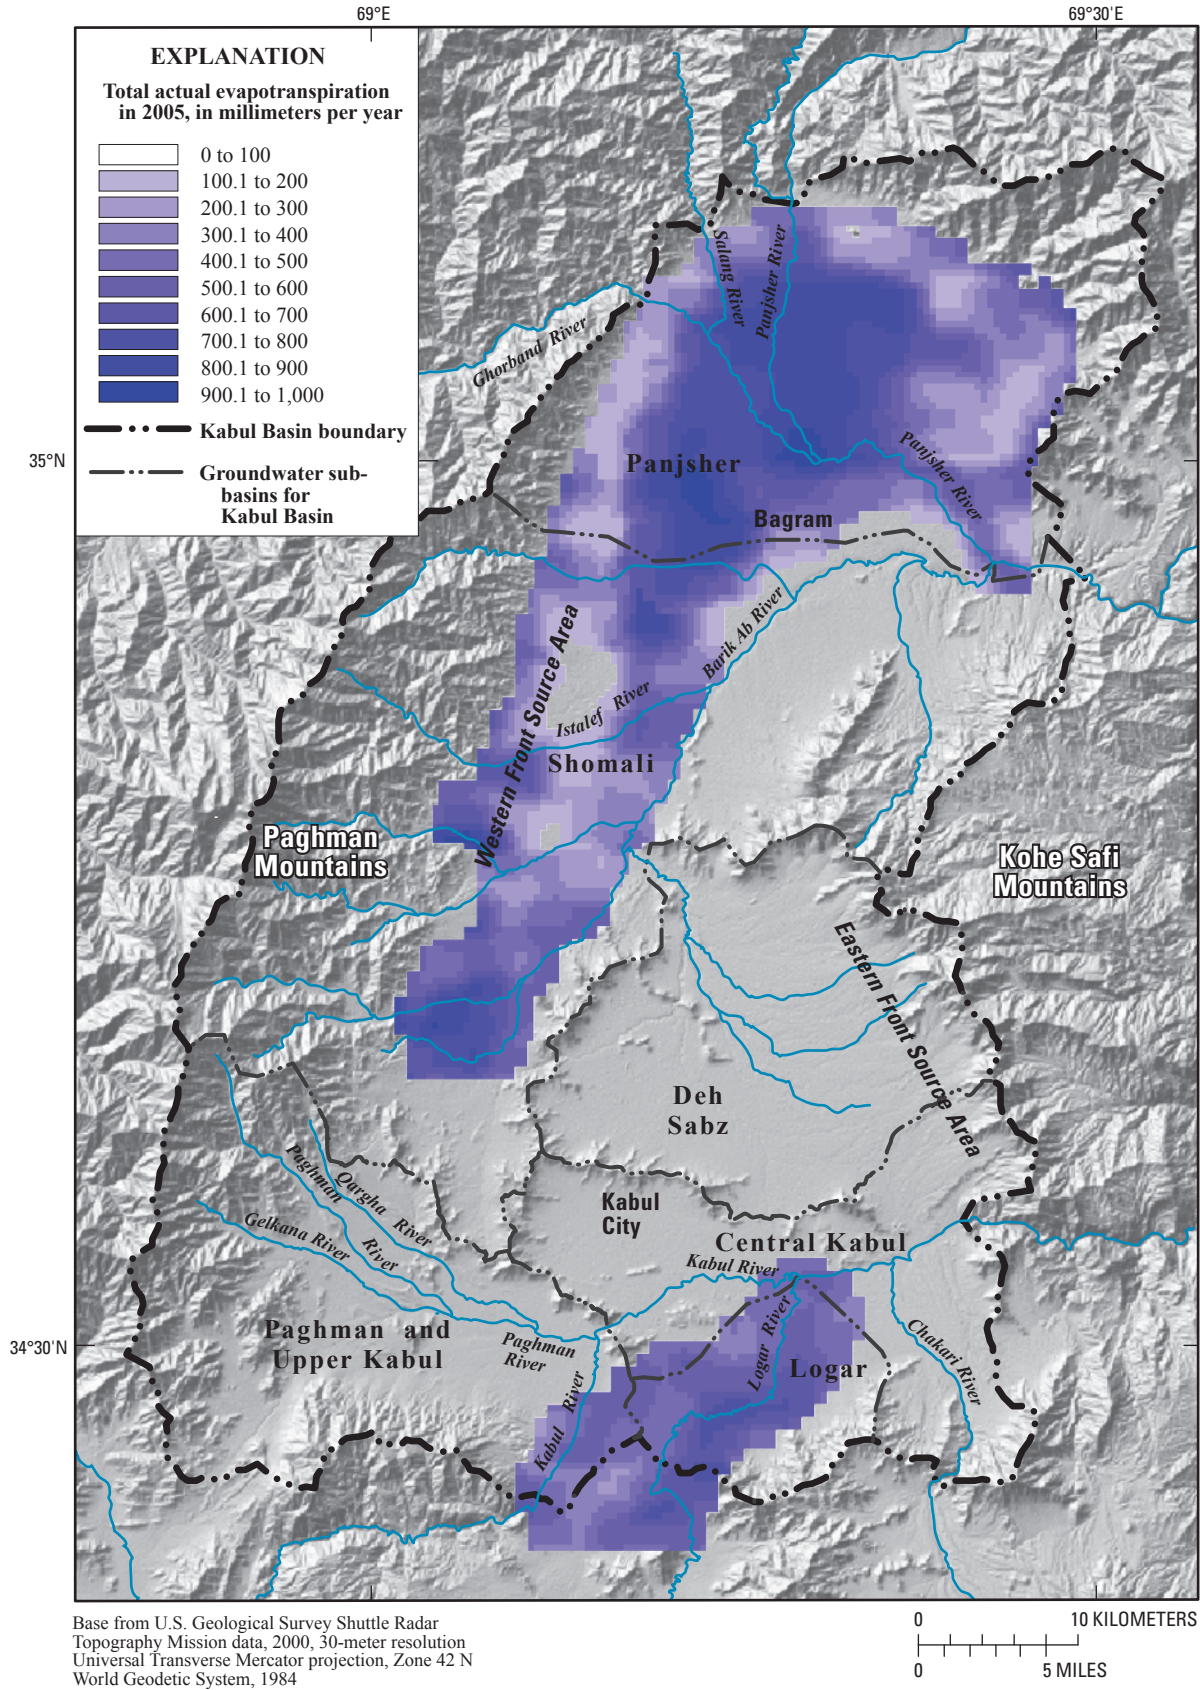 69°E
69°30'E
EXPLANATION
Total actual evapotranspiration
in 2005, in millimeters per year
0 to 100
100.1 to 200
200.1 to 300
300.1 to 400
400.1 to 500
500.1 to 600
600.1 to 700
700.1 to 800
800.1 to 900
900.1 to 1,000
Kabul Basin boundary
Groundwater sub-
basins for
Kabul Basin
35°N
34°30'N
Salang River
Panjsher River
Ghorband River
Panjsher
Panjsher River
Bagram
Western Front Source Area
Barik Ab River
Istalef River
Shomali
Paghman
Mountains
Kohe Safi
Mountains
Eastern Front Source Area
Deh
Sabz
Paghman
River
Qargha River
Gelkana River
Kabul
City
Central Kabul
Kabul River
Paghman and
Upper Kabul
Paghman
River
Logar River
Logar
Chakari River
Kabul River
Base from U.S. Geological Survey Shuttle Radar
Topography Mission data, 2000, 30-meter resolution
Universal Transverse Mercator projection, Zone 42 N
World Geodetic System, 1984
0 10 KILOMETERS
0 5 MILES